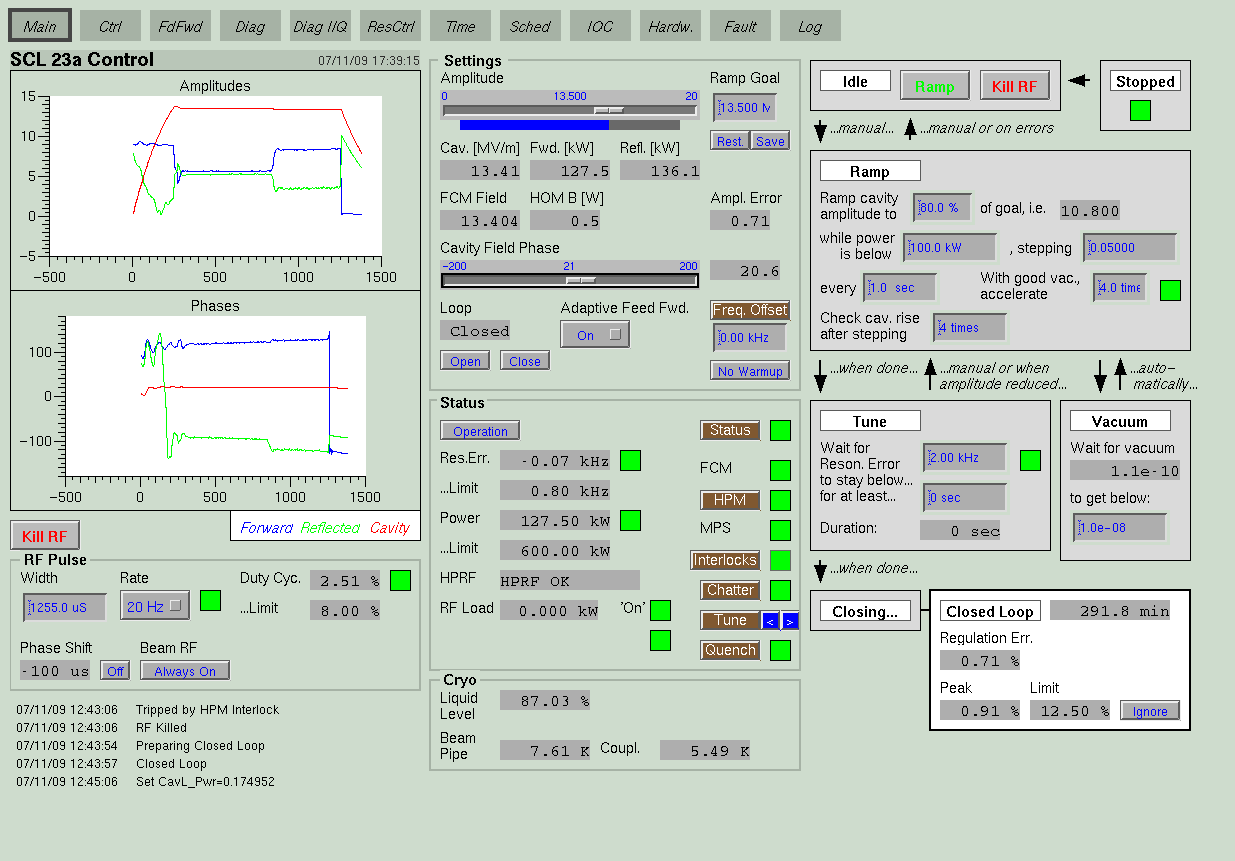 Main Ctrl FdFwd Diag Diag I/Q ResCtrl Time Sched IOC Hardw. Fault Log
SCL 23a Control 07/11/09 17:39:15
Amplitudes
15
10
5
0
−5
−500 0 500 1000 1500
Phases
100
0
−100
−500 0 500 1000 1500
Forward Reflected Cavity
Kill RF
RF Pulse
Width Rate Duty Cyc. 2.51 %
1255.0 uS 20 Hz ...Limit 8.00 %
Phase Shift Beam RF
-100 us Off Always On
07/11/09 12:43:06 Tripped by HPM Interlock
07/11/09 12:43:06 RF Killed
07/11/09 12:43:54 Preparing Closed Loop
07/11/09 12:43:57 Closed Loop
07/11/09 12:45:06 Set CavL_Pwr=0.174952
Settings
Amplitude Ramp Goal
0 13.500 20
13.500 M
Rest. Save
Cav. [MV/m] Fwd. [kW] Refl. [kW]
13.41 127.5 136.1
FCM Field HOM B [W] Ampl. Error
13.404 0.5 0.71
Cavity Field Phase
−200 21 200 20.6
Loop Adaptive Feed Fwd. Freq. Offset
Closed On 0.00 kHz
Open Close No Warmup
Status
Operation Status
Res.Err. -0.07 kHz FCM
...Limit 0.80 kHz HPM
Power 127.50 kW MPS
...Limit 600.00 kW Interlocks
HPRF HPRF OK Chatter
RF Load 0.000 kW 'On' Tune < >
Quench
Cryo
Liquid
Level 87.03 %
Beam
Pipe 7.61 K Coupl. 5.49 K
Idle Ramp Kill RF Stopped
...manual... ...manual or on errors
Ramp
Ramp cavity
amplitude to 80.0 % of goal, i.e. 10.800
while power
is below 100.0 kW , stepping 0.05000
every 1.0 sec With good vac.,
accelerate 4.0 time
Check cav. rise
after stepping 4 times
...when done... ...manual or when
amplitude reduced... ...auto−
matically...
Tune
Wait for
Reson. Error
to stay below... 2.00 kHz
for at least... 0 sec
Duration: 0 sec
Vacuum
Wait for vacuum
1.1e-10
to get below:
1.0e−08
...when done...
Closing... Closed Loop 291.8 min
Regulation Err.
0.71 %
Peak Limit
0.91 % 12.50 % Ignore